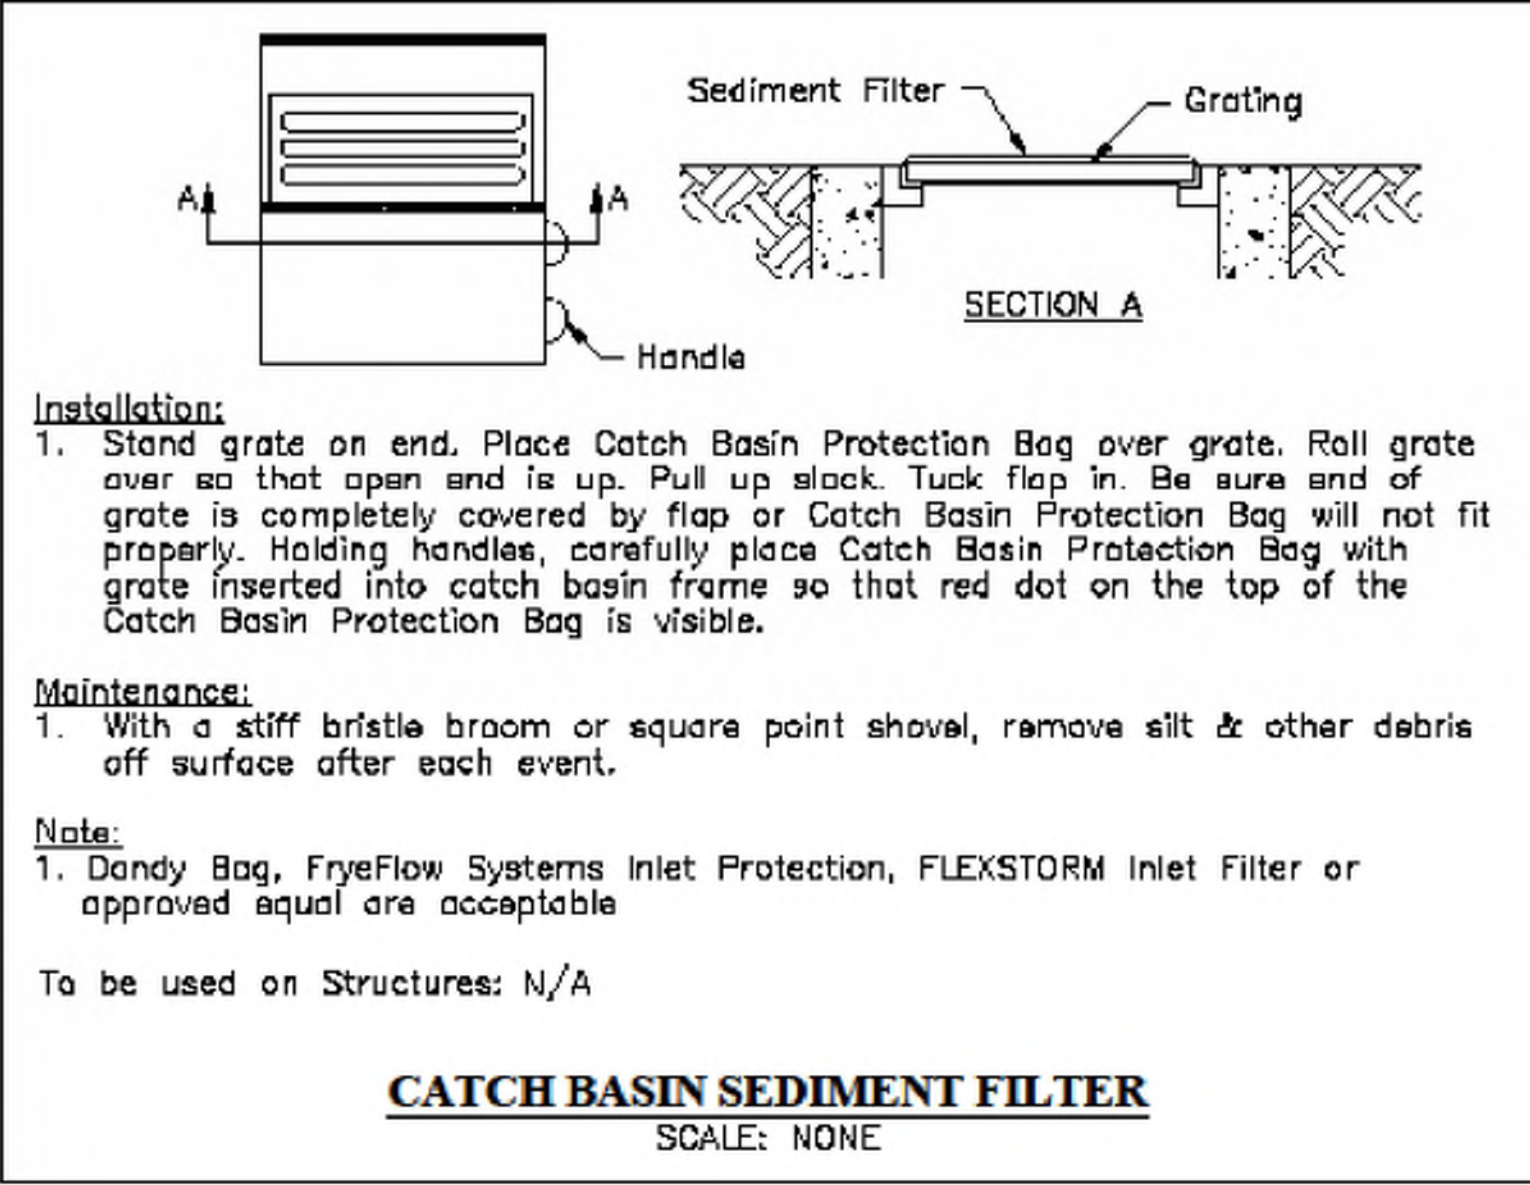 Sediment Filter
Grating
A A
SECTION A
Handle
Installation:
1. Stand grate on end. Place Catch Basin Protection Bag over grate. Roll grate
over so that open end is up. Pull up slack. Tuck flap in. Be sure end of
grate is completely covered by flap or Catch Basin Protection Bag will not fit
properly. Holding handles, carefully place Catch Basin Protection Bag with
grate inserted into catch basin frame so that red dot on the top of the
Catch Basin Protection Bag is visible.
Maintenance:
1. With a stiff bristle broom or square point shovel, remove silt & other debris
off surface after each event.
Note:
1. Dandy Bag, FryeFlow Systems Inlet Protection, FLEXSTORM Inlet Filter or
approved equal are acceptable
To be used on Structures: N/A
CATCH BASIN SEDIMENT FILTER
SCALE: NONE